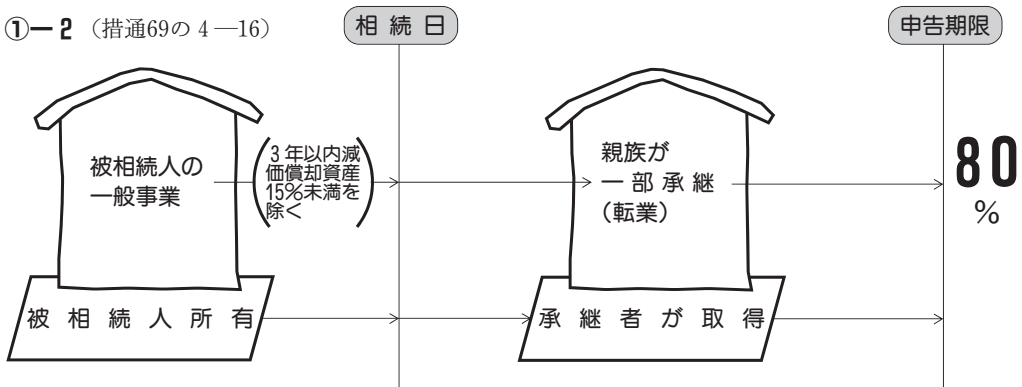 ①ー2 （措通69の4―16）
相続日
申告期限
被相続人の
一般事業
（3年以内減
価償却資産
15%未満を
除く）
親族が
一部承継
（転業）
80
%
被相続人所有
承継者が取得